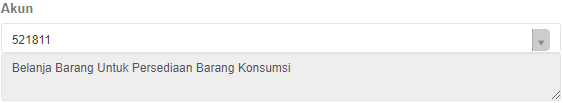 Akun
521811
Belanja Barang Untuk Persediaan Barang Konsumsi